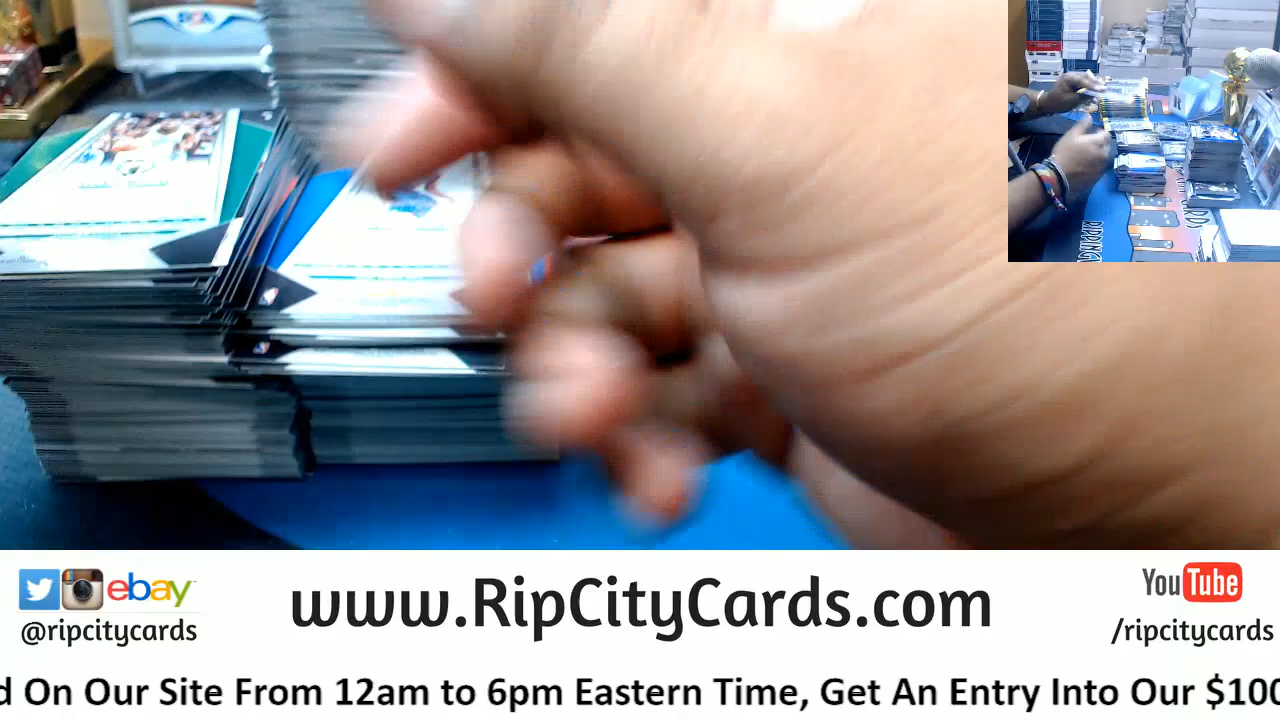 ebay
@ripcitycards
www.RipCityCards.com
YouTube
/ripcitycards
d On Our Site From 12am to 6pm Eastern Time, Get An Entry Into Our $100